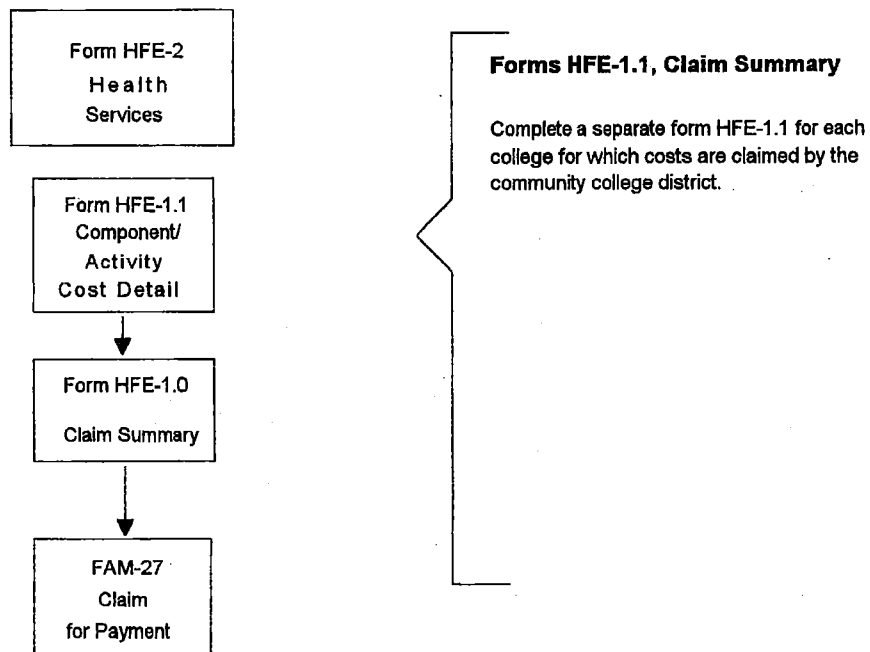 Form HFE-2
Health
Services
Form HFE-1.1
Component/
Activity
Cost Detail
Form HFE-1.0
Claim Summary
FAM-27
Claim
for Payment
Forms HFE-1.1, Claim Summary
Complete a separate form HFE-1.1 for each
college for which costs are claimed by the
community college district.